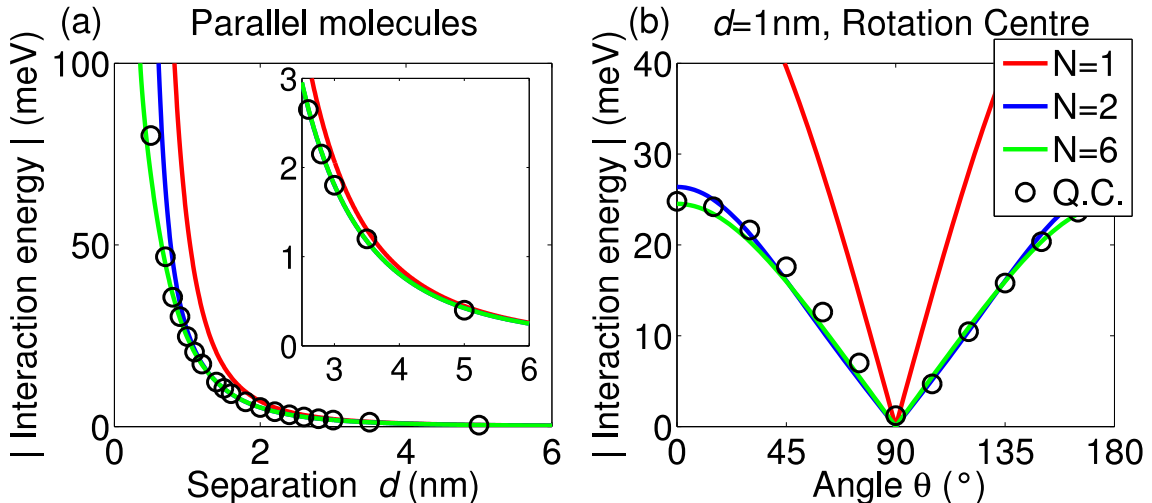 (a) Parallel molecules
| Interaction energy | (meV)
100
50
0
0 2 4 6
Separation d (nm)
3
2
1
0
3 4 5 6
(b) d=1nm, Rotation Centre
| Interaction energy | (meV)
40
30
20
10
0
0 45 90 135 180
Angle θ (°)
N=1
N=2
N=6
Q.C.